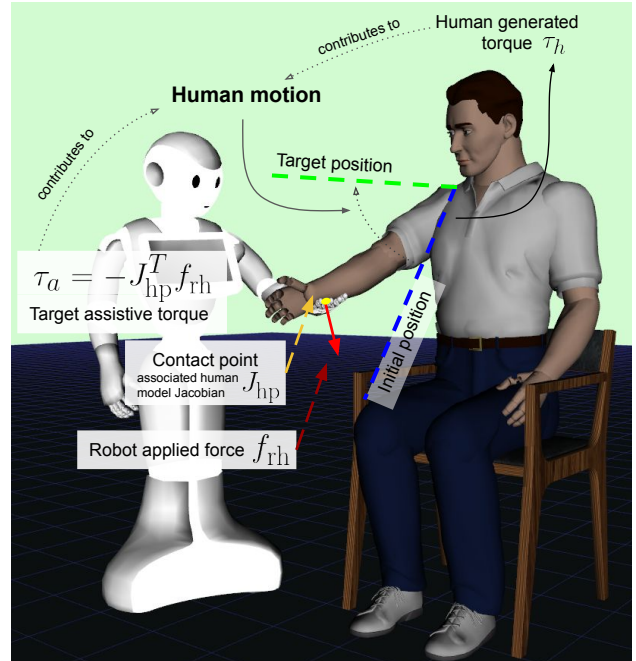 Human generated
torque τ_h
contributes to
Human motion
contributes to
Target position
τ_a = −J_hp^T f_rh
Target assistive torque
Initial position
Contact point
associated human
model Jacobian J_hp
Robot applied force f_rh